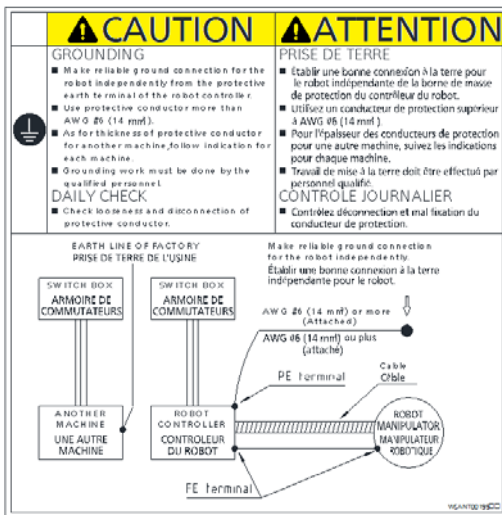 CAUTION
GROUNDING
■ Make reliable ground connection for the
robot independently from the protective
earth terminal of the robot controller.
■ Use protective conductor more than
AWG #6 (14 mm²).
■ As for thickness of protective conductor
for another machine, follow indication for
each machine.
■ Grounding work must be done by the
qualified personnel.
DAILY CHECK
■ Check looseness and disconnection of
protective conductor.
ATTENTION
PRISE DE TERRE
■ Établir une bonne connexion à la terre pour
le robot indépendante de la borne de masse
de protection du contrôleur du robot.
■ Utilisez un conducteur de protection supérieur
à AWG #6 (14 mm²).
■ Pour l'épaisseur des conducteurs de protection
pour une autre machine, suivez les indications
pour chaque machine.
■ Travail de mise à la terre doit être effectué par
personnel qualifié.
CONTRÔLE JOURNALIER
■ Contrôlez déconnection et mal fixation du
conducteur de protection.
EARTH LINE OF FACTORY
PRISE DE TERRE DE L'USINE
Make reliable ground connection
for the robot independently.
Établir une bonne connexion à la terre
indépendante pour le robot.
SWITCH BOX
ARMOIRE DE
COMMUTATEURS
SWITCH BOX
ARMOIRE DE
COMMUTATEURS
AWG #6 (14 mm²) or more
(Attached)
AWG #6 (14 mm²) ou plus
(attaché)
PE terminal
Cable
Câble
ANOTHER
MACHINE
UNE AUTRE
MACHINE
ROBOT
CONTROLLER
CONTROLEUR
DU ROBOT
ROBOT
MANIPULATOR
MANIPULATEUR
ROBOTIQUE
FE terminal